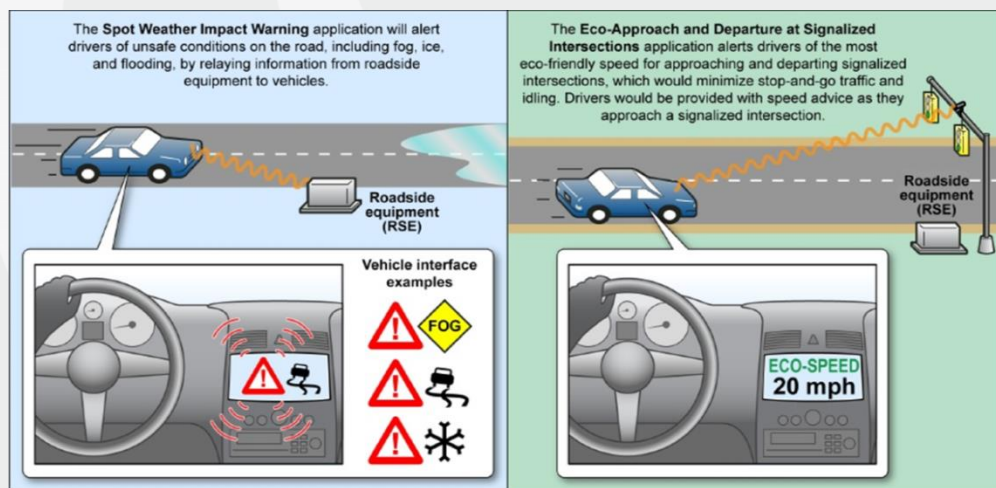 The Spot Weather Impact Warning application will alert
drivers of unsafe conditions on the road, including fog, ice,
and flooding, by relaying information from roadside
equipment to vehicles.
Roadside
equipment
(RSE)
Vehicle interface
examples
FOG
The Eco-Approach and Departure at Signalized
Intersections application alerts drivers of the most
eco-friendly speed for approaching and departing signalized
intersections, which would minimize stop-and-go traffic and
idling. Drivers would be provided with speed advice as they
approach a signalized intersection.
Roadside
equipment
(RSE)
ECO-SPEED
20 mph